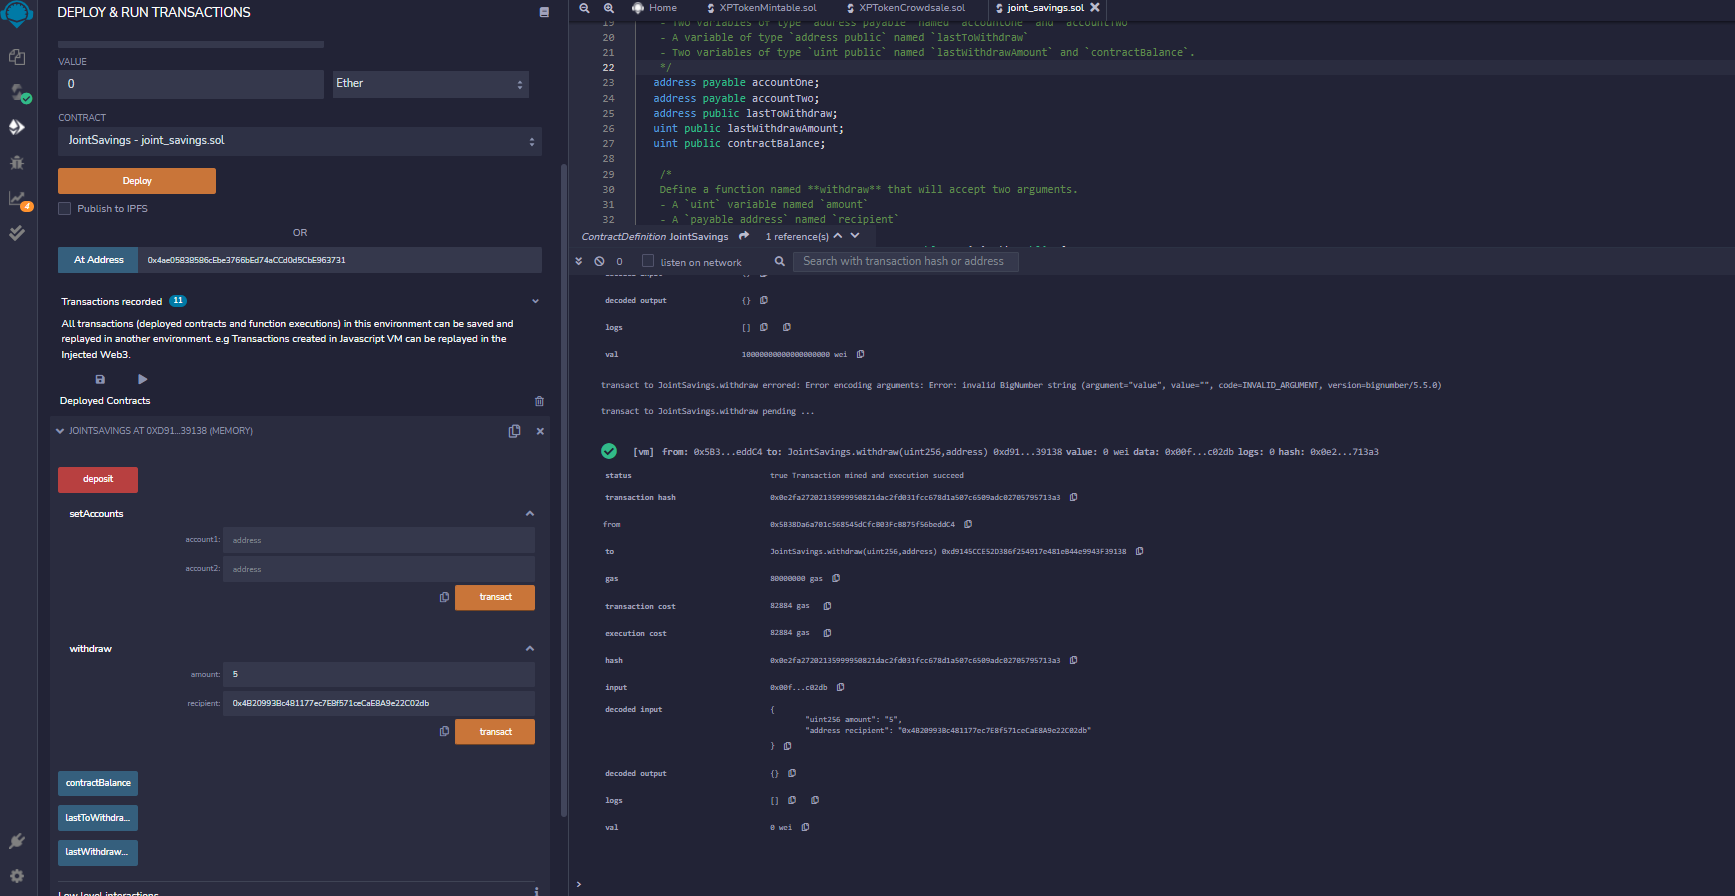 DEPLOY & RUN TRANSACTIONS
VALUE
0
Ether
CONTRACT
JointSavings - joint_savings.sol
Deploy
Publish to IPFS
OR
At Address
0x4ae05838586cEbe3766bEd74aCCd0d5CbE963731
Transactions recorded 11
All transactions (deployed contracts and function executions) in this environment can be saved and
replayed in another environment. e.g Transactions created in Javascript VM can be replayed in the
Injected Web3.
Deployed Contracts
JOINTSAVINGS AT 0XD91...39138 (MEMORY)
deposit
setAccounts
account1: address
account2: address
transact
withdraw
amount: 5
recipient: 0x4B20993Bc481177ec7E8f571ceCaE8A9e22C02db
transact
contractBalance
lastToWithdra...
lastWithdraw...
Low level interactions
4
Home
XPTokenMintable.sol
XPTokenCrowdsale.sol
joint_savings.sol
19 - Two variables of type `address payable` named `accountOne` and `accountTwo`
20 - A variable of type `address public` named `lastToWithdraw`
21 - Two variables of type `uint public` named `lastWithdrawAmount` and `contractBalance`.
22 */
23 address payable accountOne;
24 address payable accountTwo;
25 address public lastToWithdraw;
26 uint public lastWithdrawAmount;
27 uint public contractBalance;
28
29 /*
30 Define a function named **withdraw** that will accept two arguments.
31 - A `uint` variable named `amount`
32 - A `payable address` named `recipient`
ContractDefinition JointSavings 1 reference(s)
0
listen on network
Search with transaction hash or address
decoded output {}
logs []
val 10000000000000000000 wei
transact to JointSavings.withdraw errored: Error encoding arguments: Error: invalid BigNumber string (argument="value", value="", code=INVALID_ARGUMENT, version=bignumber/5.5.0)
transact to JointSavings.withdraw pending ...
[vm] from: 0x5B3...eddC4 to: JointSavings.withdraw(uint256,address) 0xd91...39138 value: 0 wei data: 0x00f...c02db logs: 0 hash: 0x0e2...713a3
status true Transaction mined and execution succeed
transaction hash 0x0e2fa27202135999950821dac2fd031fcc678d1a507c6509adc02705795713a3
from 0x5B38Da6a701c568545dCfcB03FcB875f56beddC4
to JointSavings.withdraw(uint256,address) 0xd9145CCE52D386f254917e481eB44e9943F39138
gas 80000000 gas
transaction cost 82884 gas
execution cost 82884 gas
hash 0x0e2fa27202135999950821dac2fd031fcc678d1a507c6509adc02705795713a3
input 0x00f...c02db
decoded input {
"uint256 amount": "5",
"address recipient": "0x4B20993Bc481177ec7E8f571ceCaE8A9e22C02db"
}
decoded output {}
logs []
val 0 wei
>